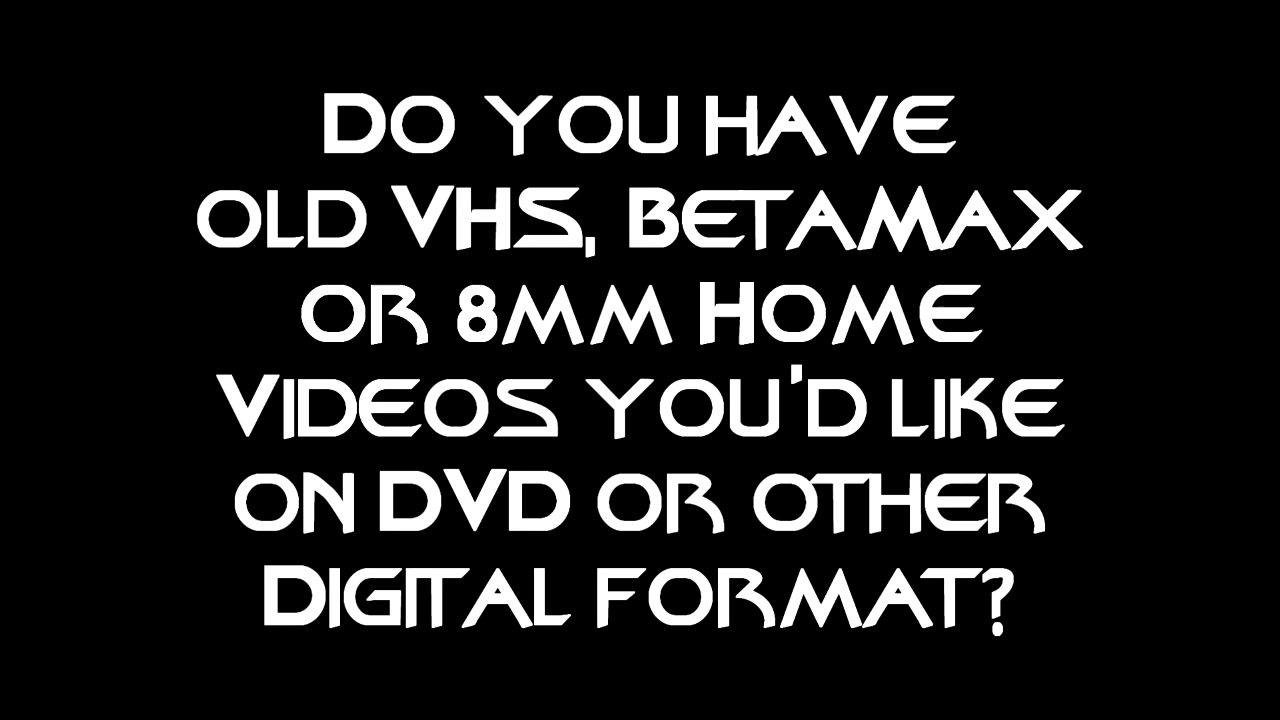 Do you have
old VHS, Betamax
or 8mm Home
Videos you'd like
on DVD or other
Digital format?